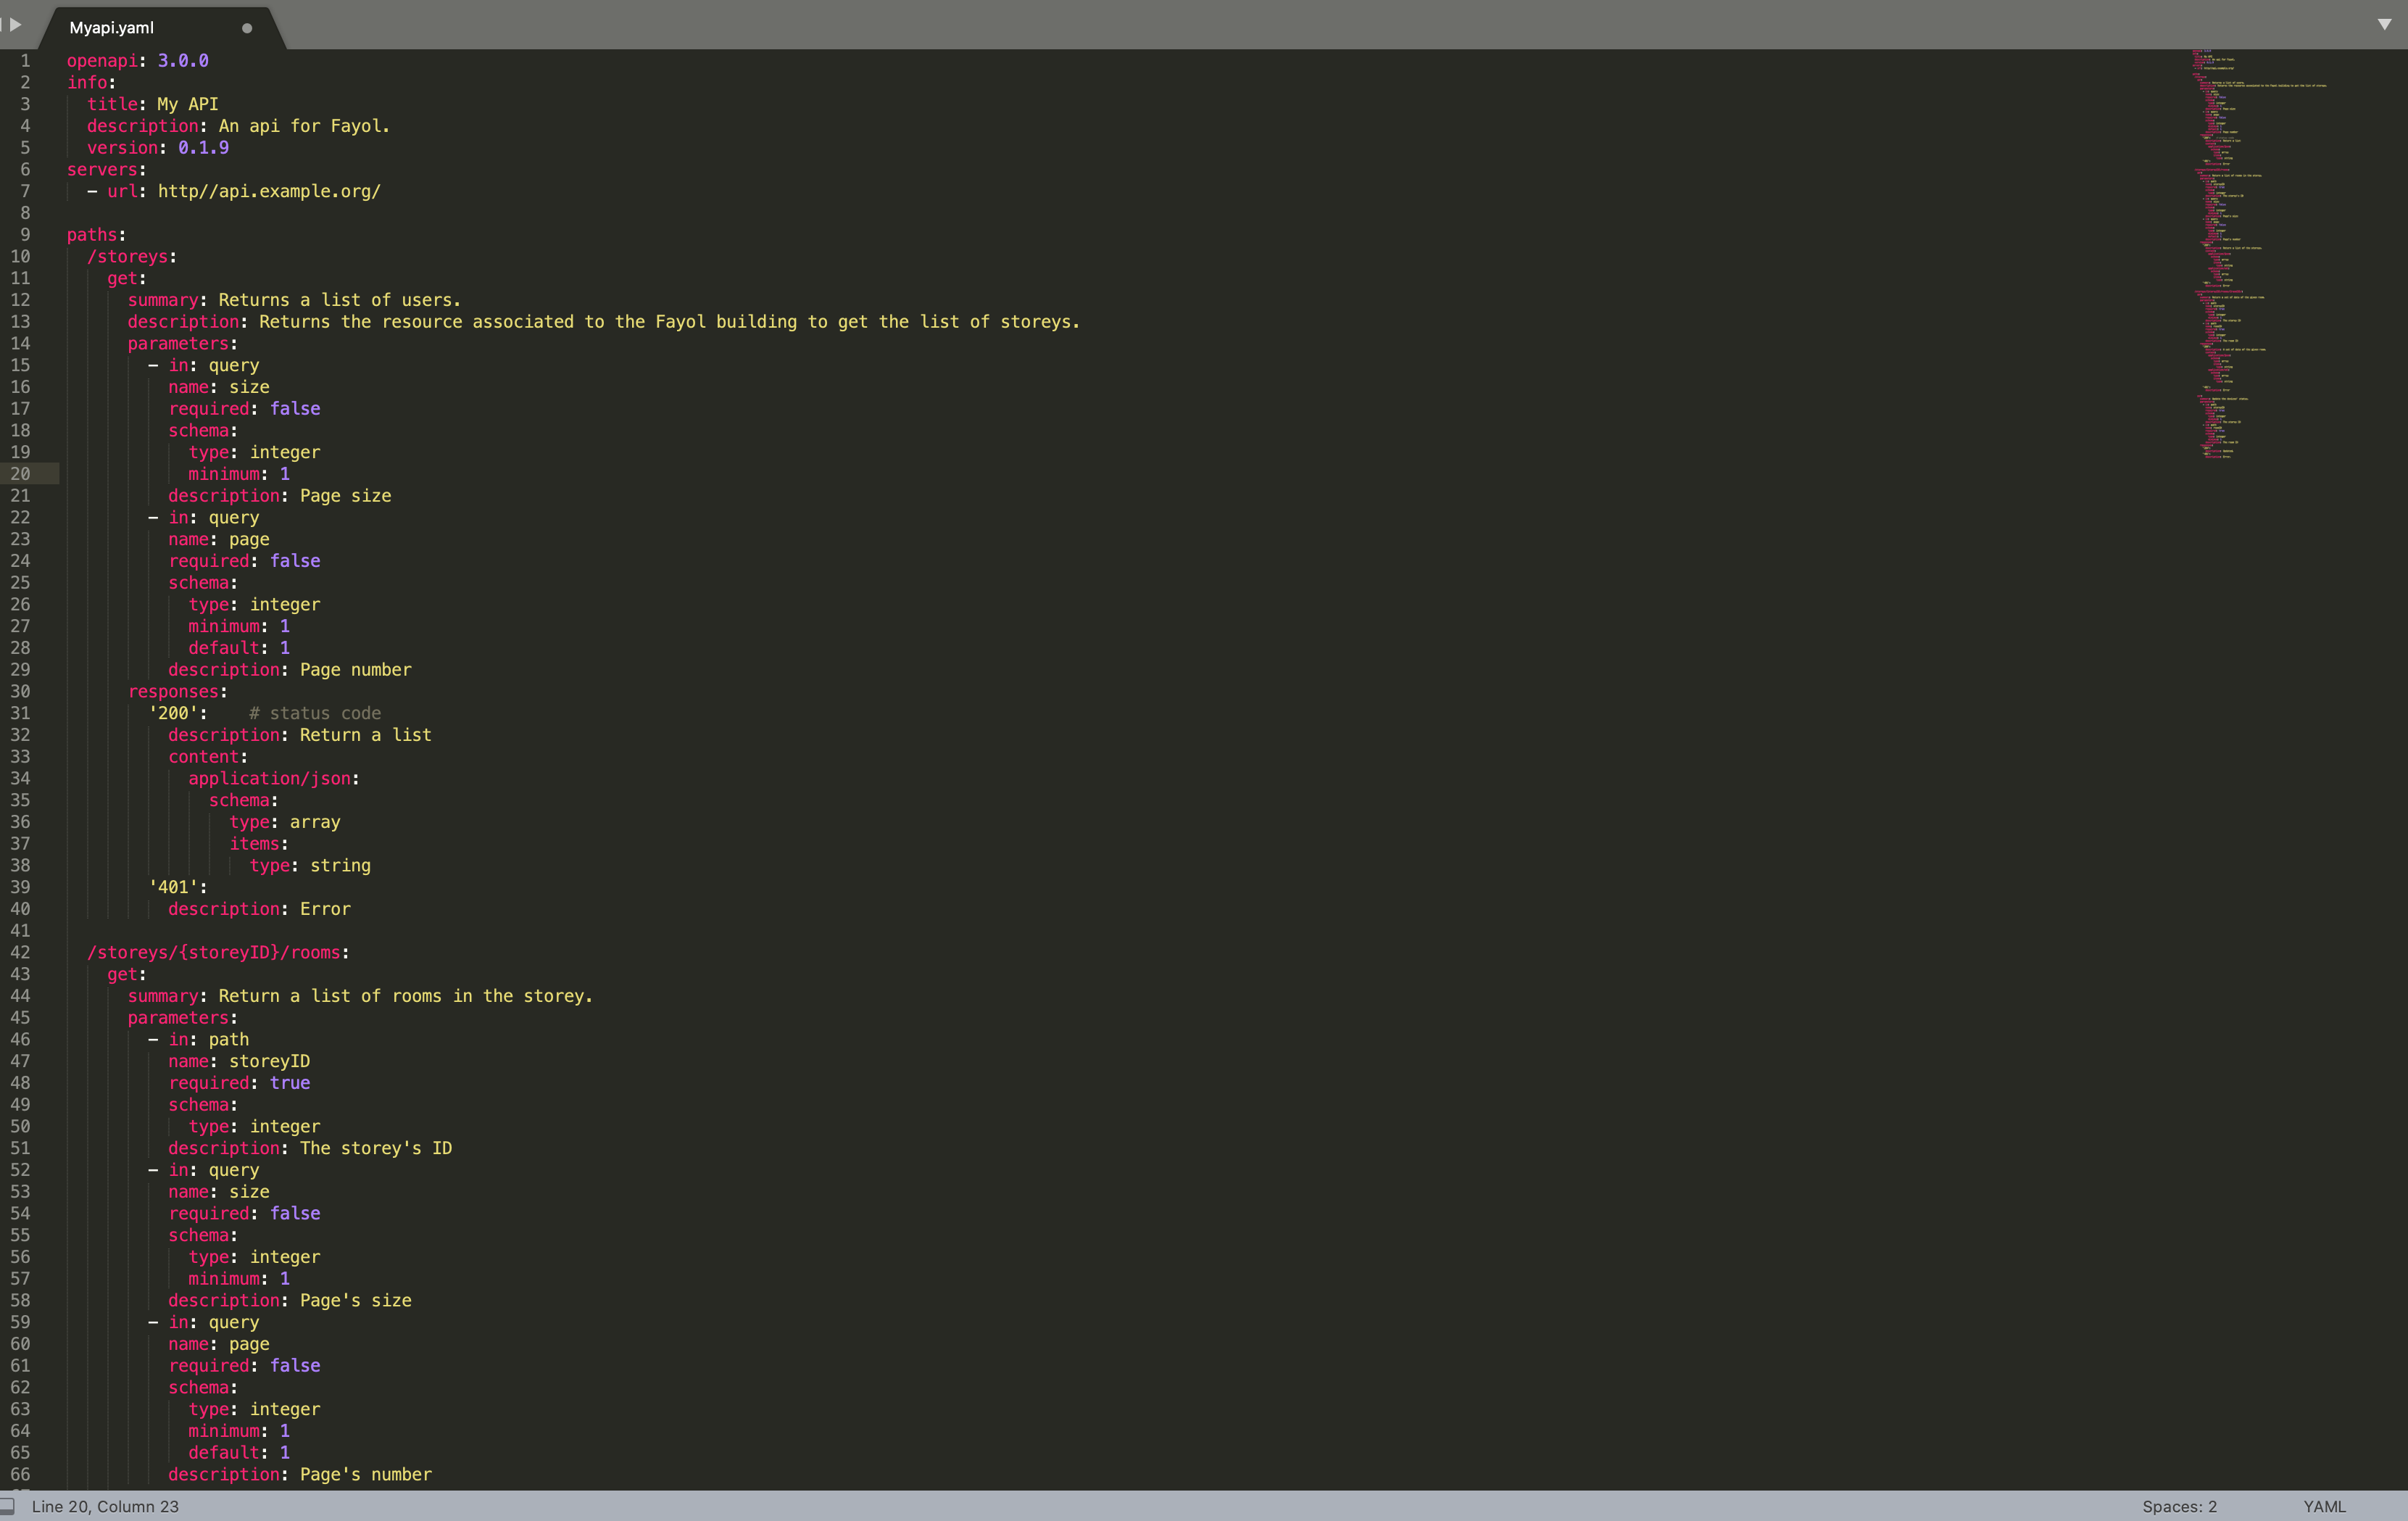 Myapi.yaml
1 openapi: 3.0.0
2 info:
3   title: My API
4   description: An api for Fayol.
5   version: 0.1.9
6 servers:
7   - url: http//api.example.org/
8
9 paths:
10   /storeys:
11     get:
12       summary: Returns a list of users.
13       description: Returns the resource associated to the Fayol building to get the list of storeys.
14       parameters:
15         - in: query
16           name: size
17           required: false
18           schema:
19             type: integer
20             minimum: 1
21           description: Page size
22         - in: query
23           name: page
24           required: false
25           schema:
26             type: integer
27             minimum: 1
28             default: 1
29           description: Page number
30       responses:
31         '200':    # status code
32           description: Return a list
33           content:
34             application/json:
35               schema:
36                 type: array
37                 items:
38                   type: string
39         '401':
40           description: Error
41
42   /storeys/{storeyID}/rooms:
43     get:
44       summary: Return a list of rooms in the storey.
45       parameters:
46         - in: path
47           name: storeyID
48           required: true
49           schema:
50             type: integer
51           description: The storey's ID
52         - in: query
53           name: size
54           required: false
55           schema:
56             type: integer
57             minimum: 1
58           description: Page's size
59         - in: query
60           name: page
61           required: false
62           schema:
63             type: integer
64             minimum: 1
65             default: 1
66           description: Page's number
Line 20, Column 23
Spaces: 2
YAML